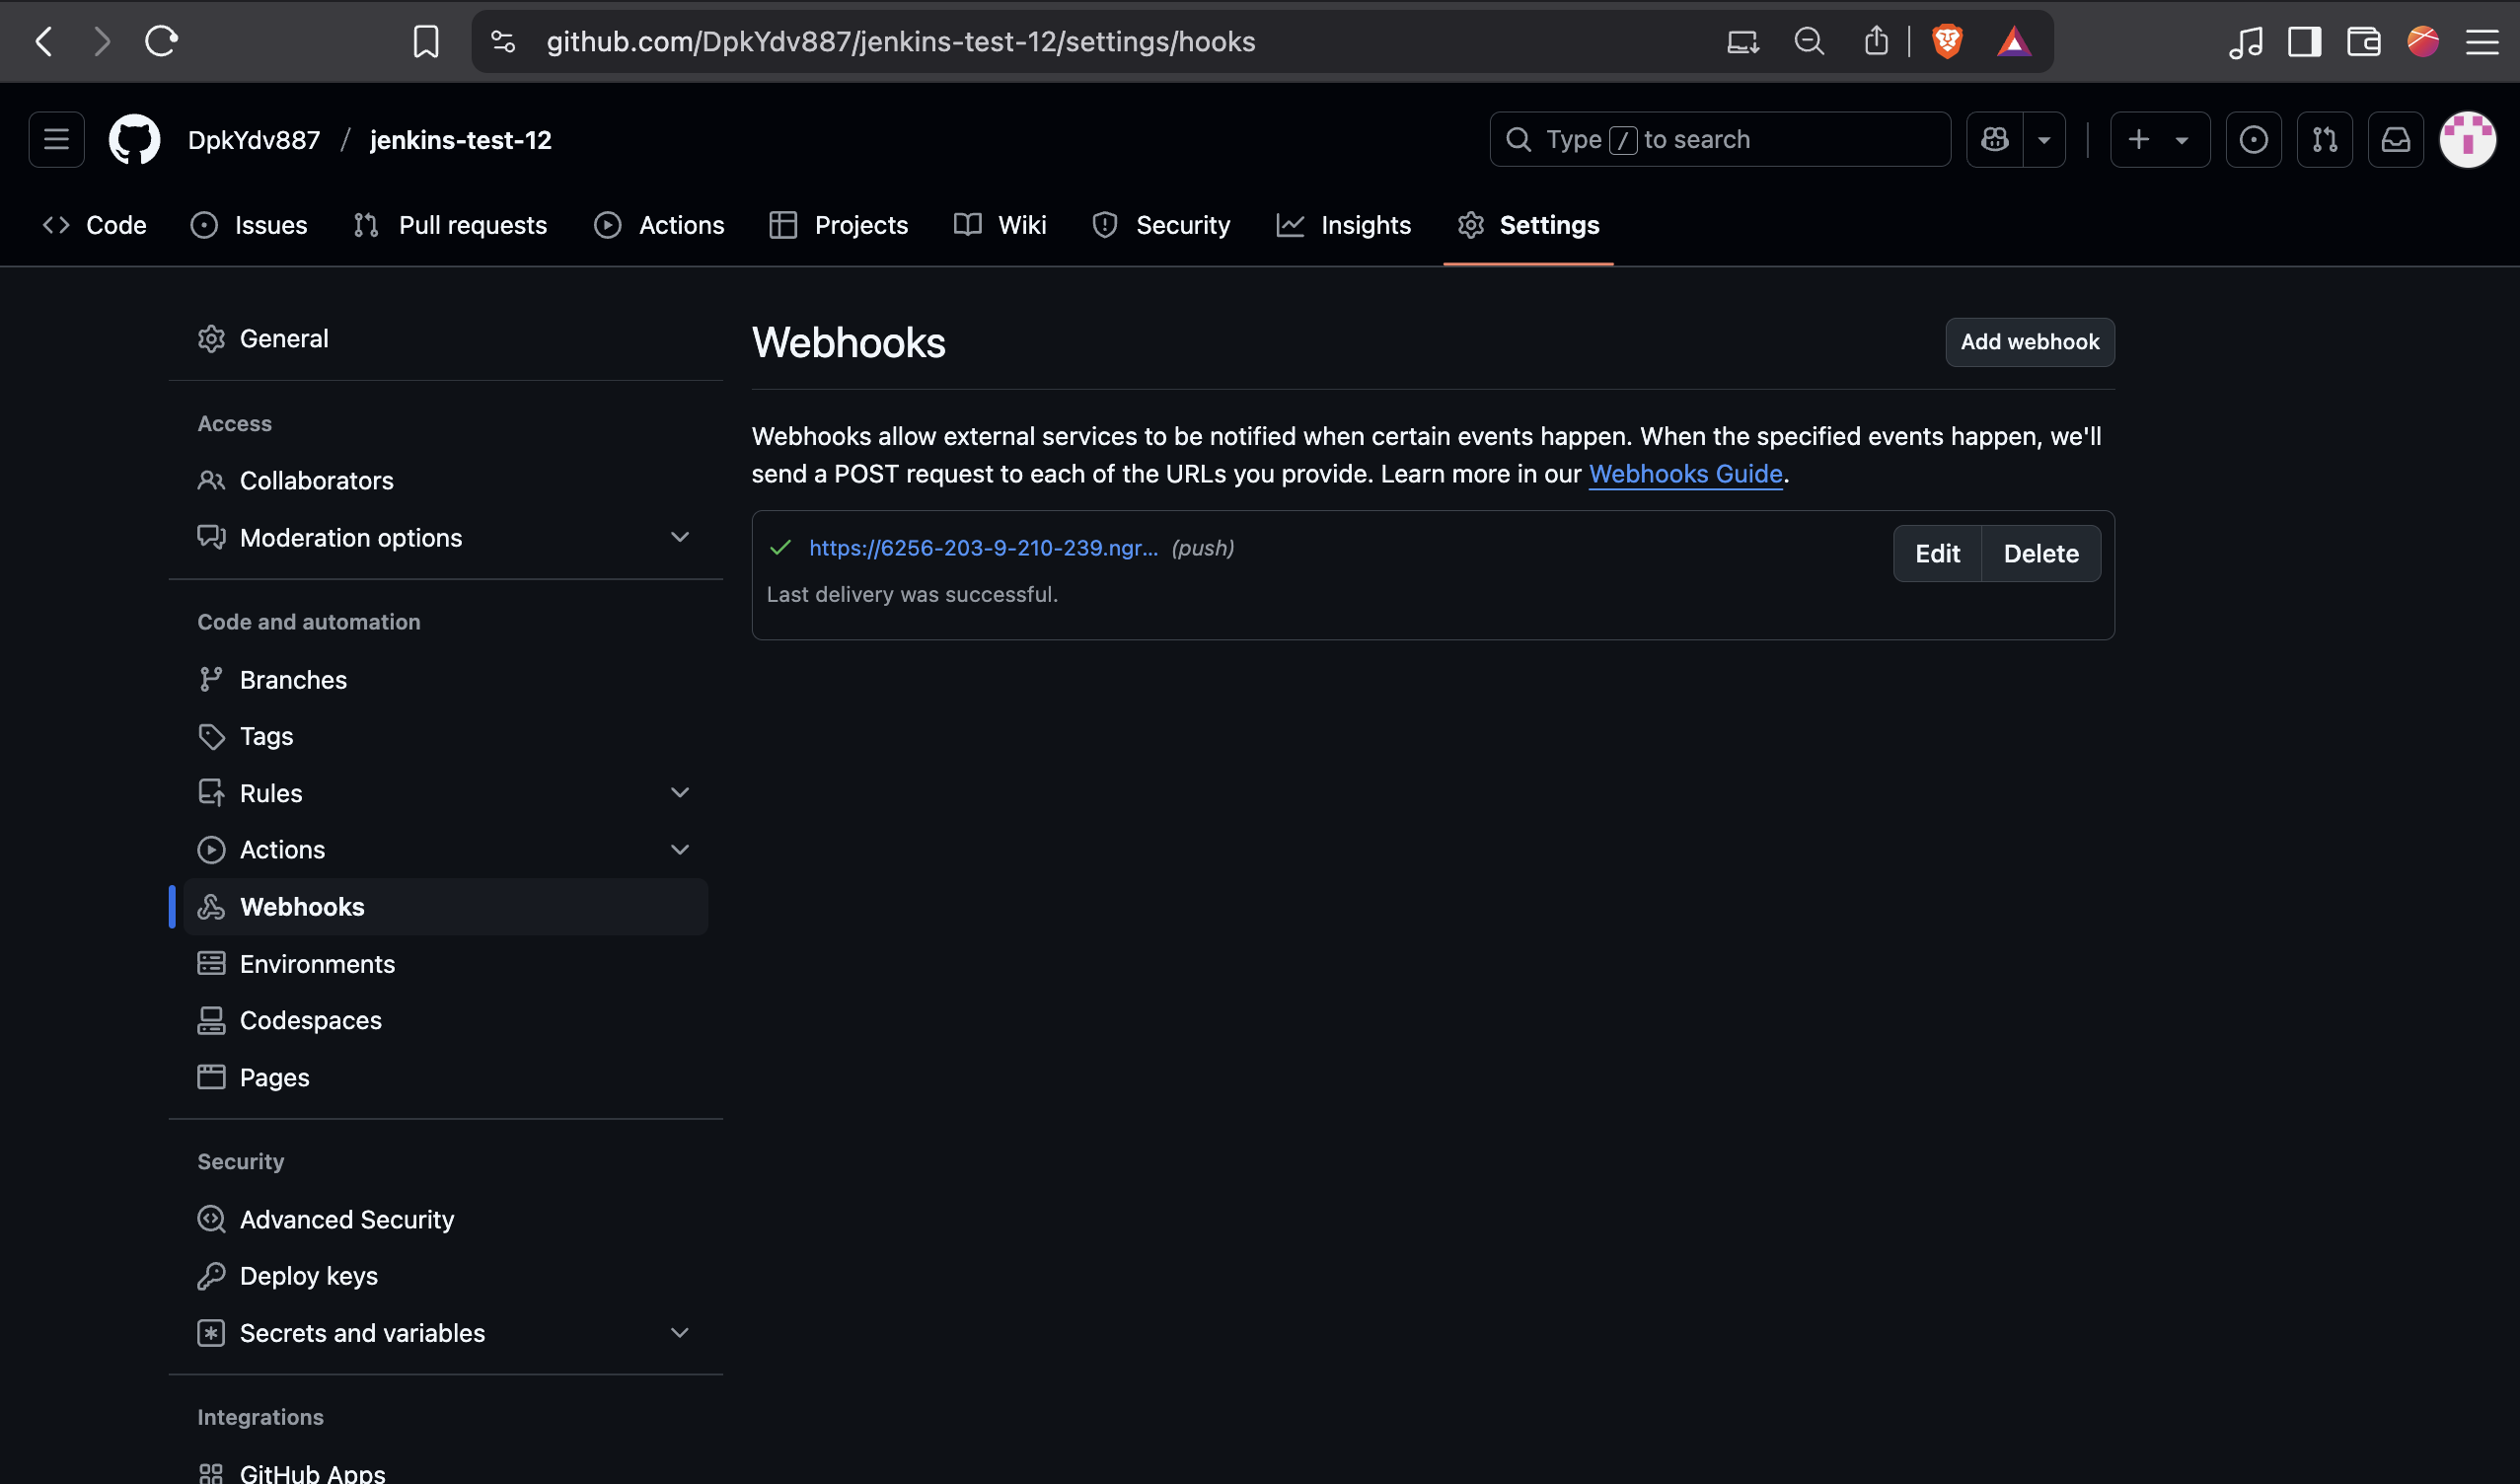 github.com/DpkYdv887/jenkins-test-12/settings/hooks
DpkYdv887 / jenkins-test-12
Type / to search
Code Issues Pull requests Actions Projects Wiki Security Insights Settings
General
Access
Collaborators
Moderation options
Code and automation
Branches
Tags
Rules
Actions
Webhooks
Environments
Codespaces
Pages
Security
Advanced Security
Deploy keys
Secrets and variables
Integrations
GitHub Apps
Webhooks
Add webhook
Webhooks allow external services to be notified when certain events happen. When the specified events happen, we'll
send a POST request to each of the URLs you provide. Learn more in our Webhooks Guide.
https://6256-203-9-210-239.ngr... (push)
Edit Delete
Last delivery was successful.